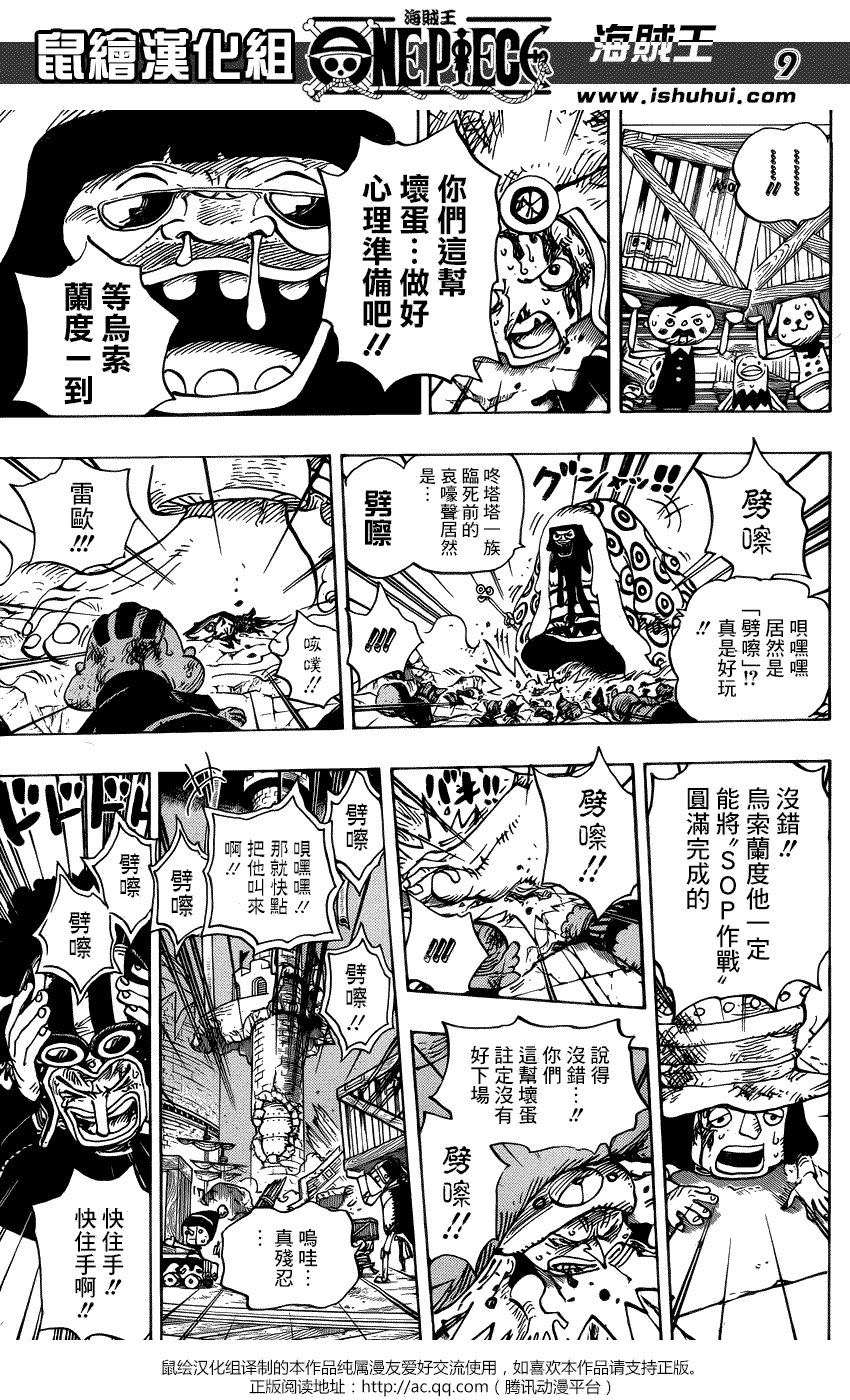 鼠繪漢化組
海賊王
ONE PIECE
海賊王
www.ishuhui.com
9
你們這幫
壞蛋…做好
心理準備吧!!
等烏索
蘭度一到
劈嚓
唄嘿嘿
居然是
「劈嚓」!?
真是好玩
!!
グシャッ!!
咚塔塔一族
臨死前的
哀嚎聲居然
是…
劈嚓
!!!
雷歐
!!!
…
咳
噗
!!
沒錯!!
烏索蘭度他一定
能將“SOP作戰”
圓滿完成的
劈嚓
!!
!!!
說得
沒錯…!!
你們
這幫壞蛋
註定沒有
好下場
劈嚓
!!
劈嚓
唄嘿嘿!!
那就快點
把他叫來
啊!!
劈嚓
劈嚓
嗚哇…
真殘忍
…
ドドドド
劈嚓
劈嚓
快住手!!
快住手啊!!
鼠绘汉化组译制的本作品纯属漫友爱好交流使用，如喜欢本作品请支持正版。
正版阅读地址：http://ac.qq.com（腾讯动漫平台）